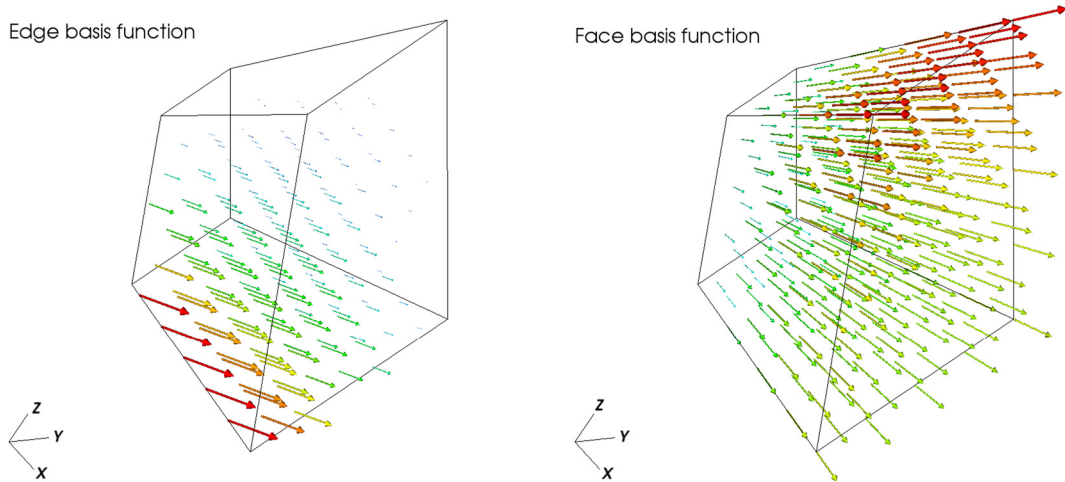 Edge basis function
Face basis function
Z
Y
X
Z
Y
X